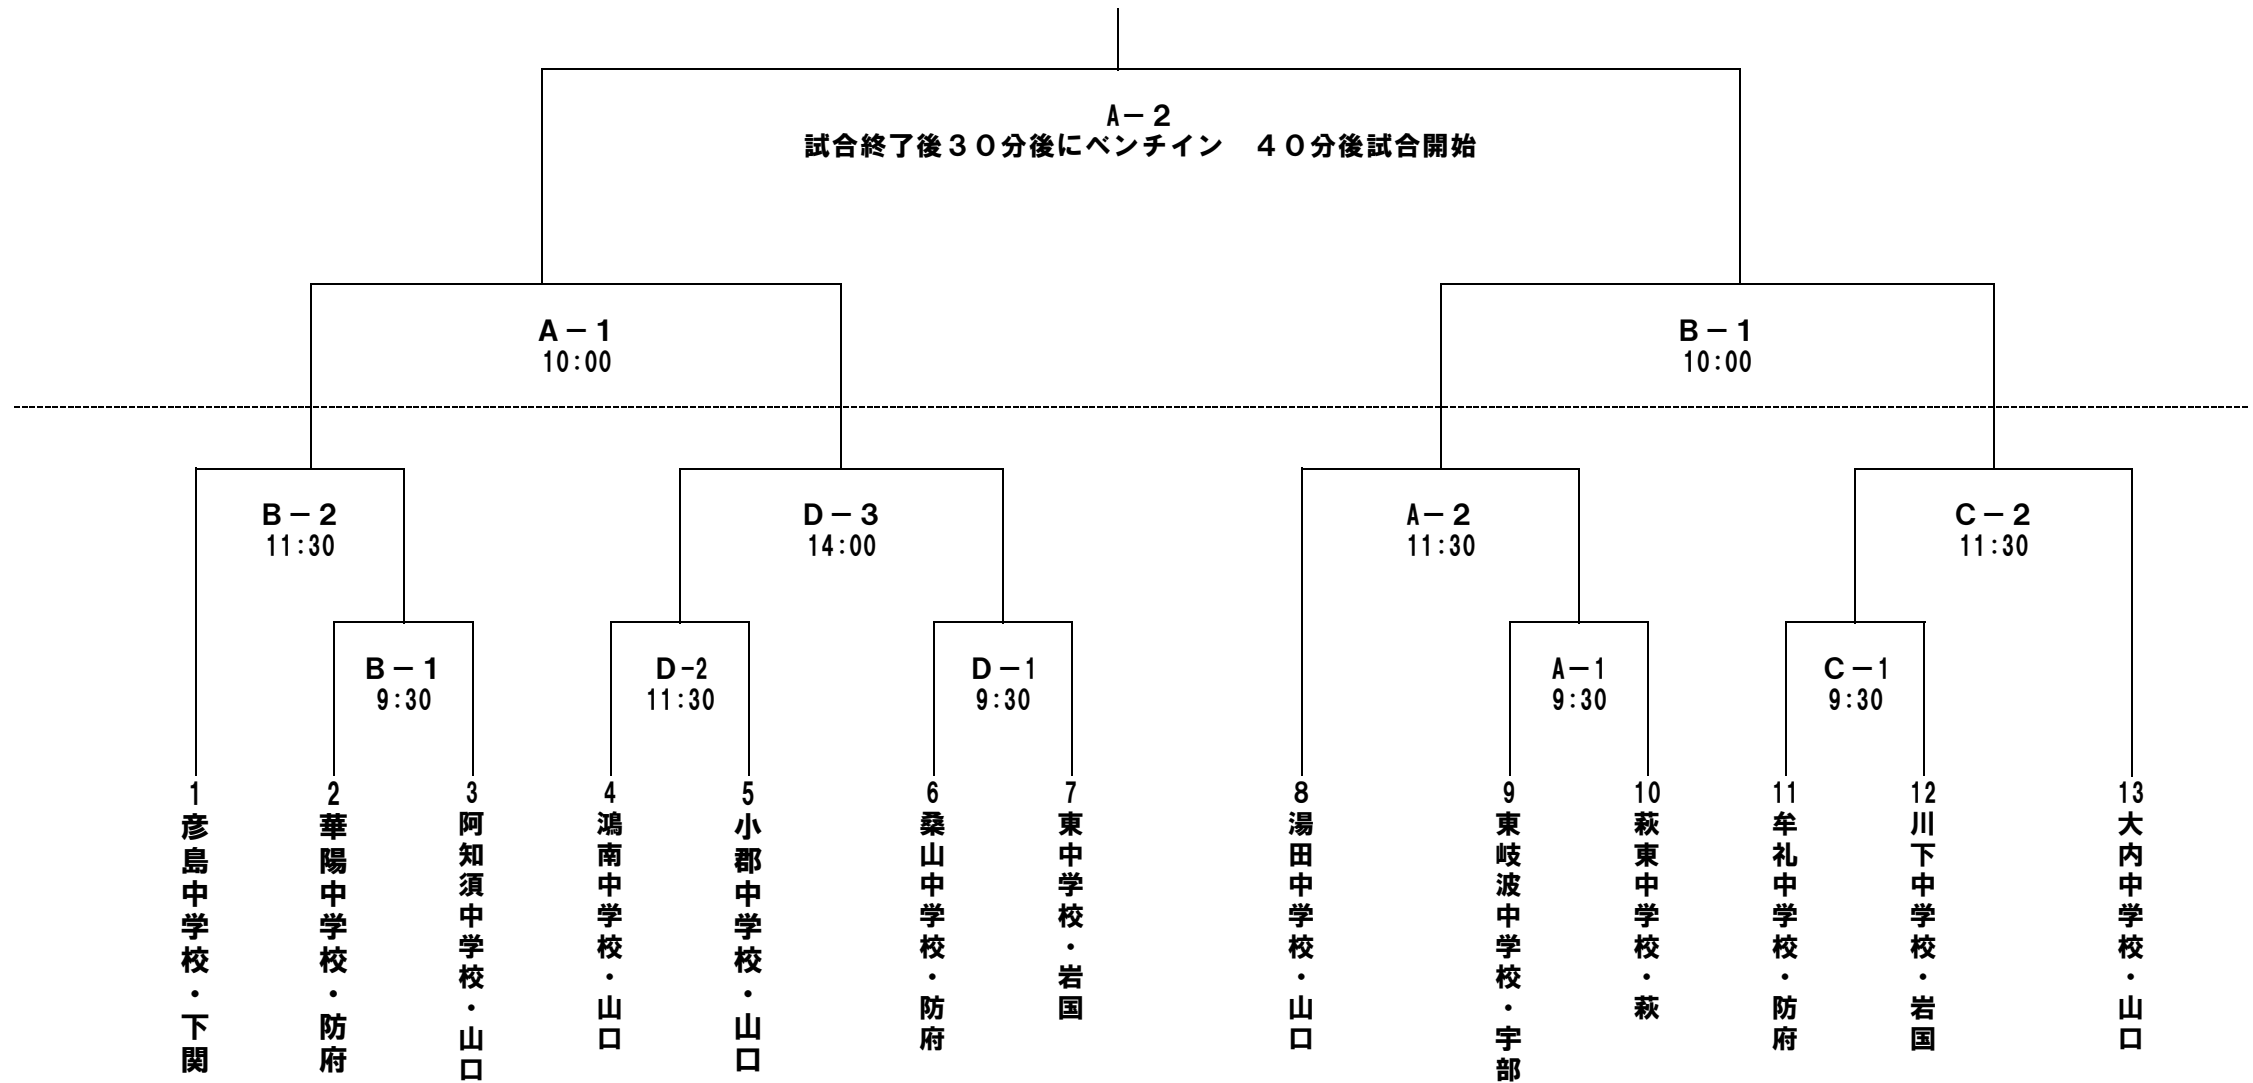 A－２
試合終了後３０分後にベンチイン　４０分後試合開始
A－1
10:00
B－1
10:00
B－2
11:30
D－3
14:00
A－2
11:30
C－2
11:30
B－1
9:30
D-2
11:30
D－1
9:30
A－1
9:30
C－1
9:30
1
彦島中学校・下関
2
華陽中学校・防府
3
阿知須中学校・山口
4
鴻南中学校・山口
5
小郡中学校・山口
6
桑山中学校・防府
7
東中学校・岩国
8
湯田中学校・山口
9
東岐波中学校・宇部
10
萩東中学校・萩
11
牟礼中学校・防府
12
川下中学校・岩国
13
大内中学校・山口